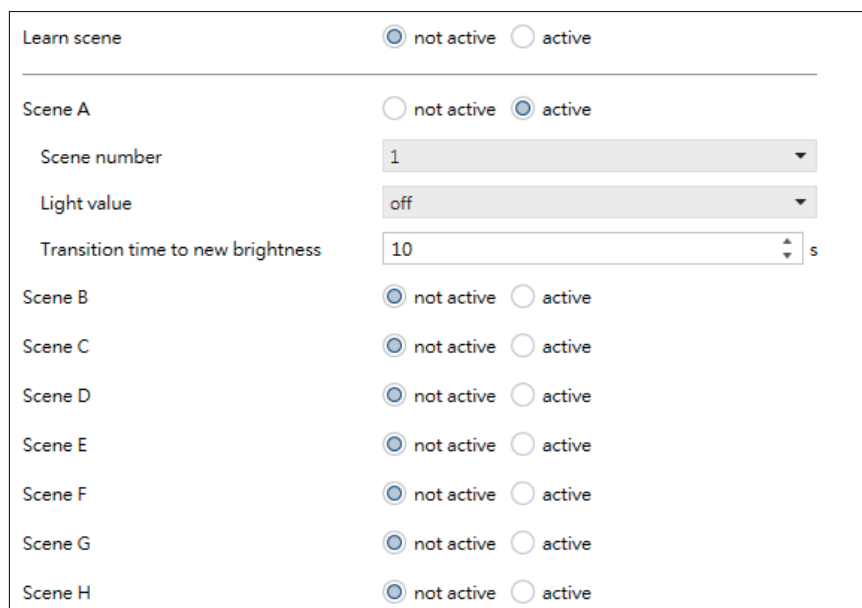 Learn scene not active active
Scene A not active active
Scene number 1
Light value off
Transition time to new brightness 10 s
Scene B not active active
Scene C not active active
Scene D not active active
Scene E not active active
Scene F not active active
Scene G not active active
Scene H not active active